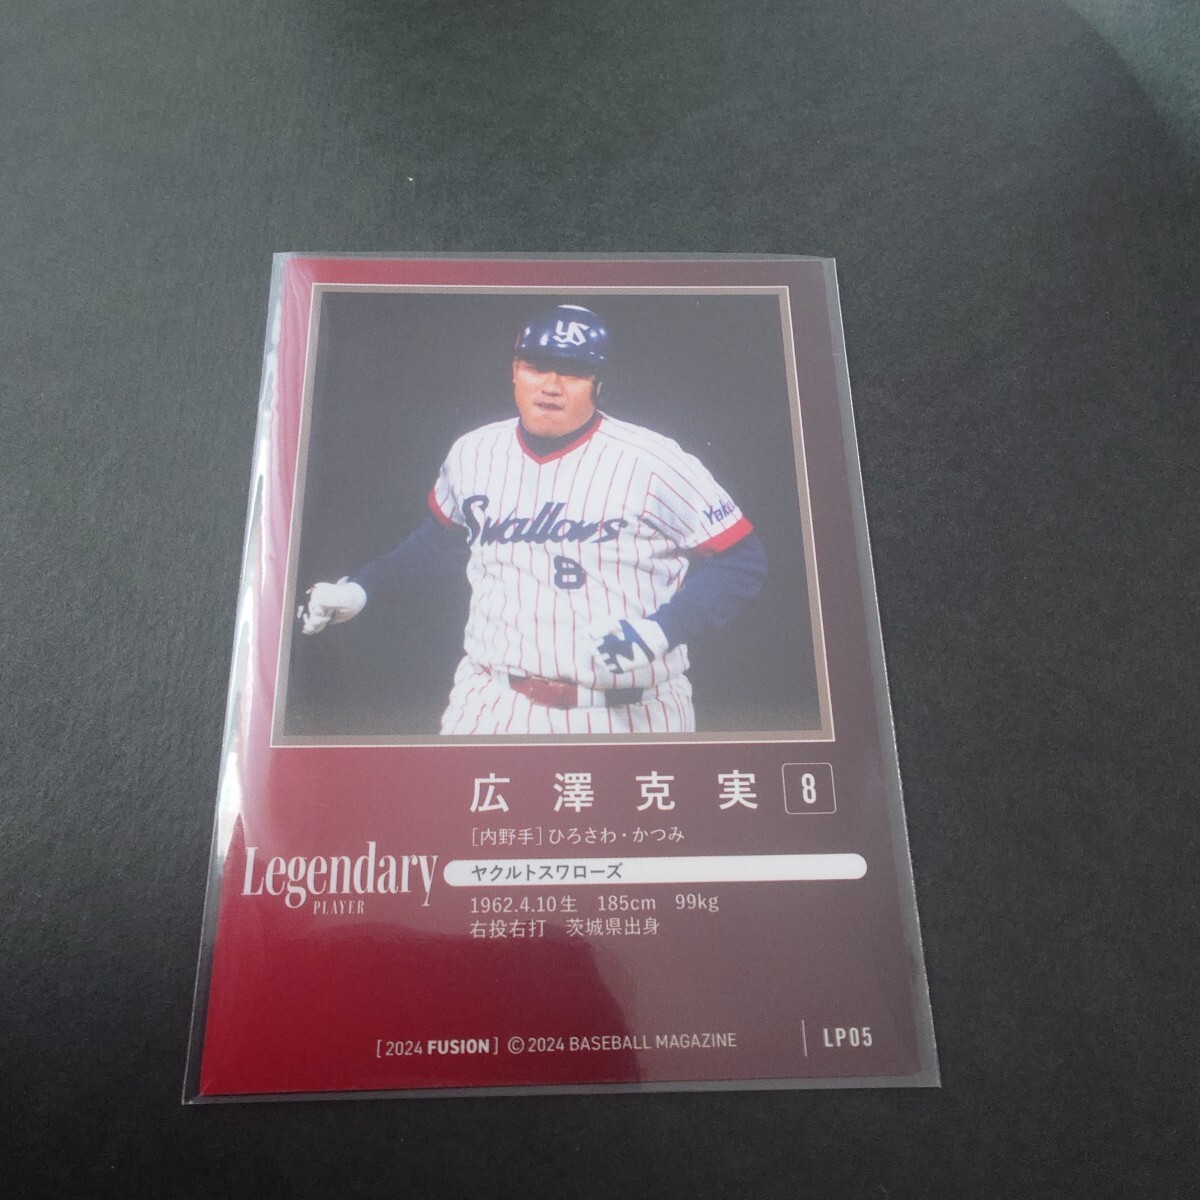 YS
Swallows
Yaku
8
広澤克実 8
[内野手]ひろさわ・かつみ
Legendary
PLAYER
ヤクルトスワローズ
1962.4.10生 185cm 99kg
右投右打 茨城県出身
[2024 FUSION] ©2024 BASEBALL MAGAZINE
LP05